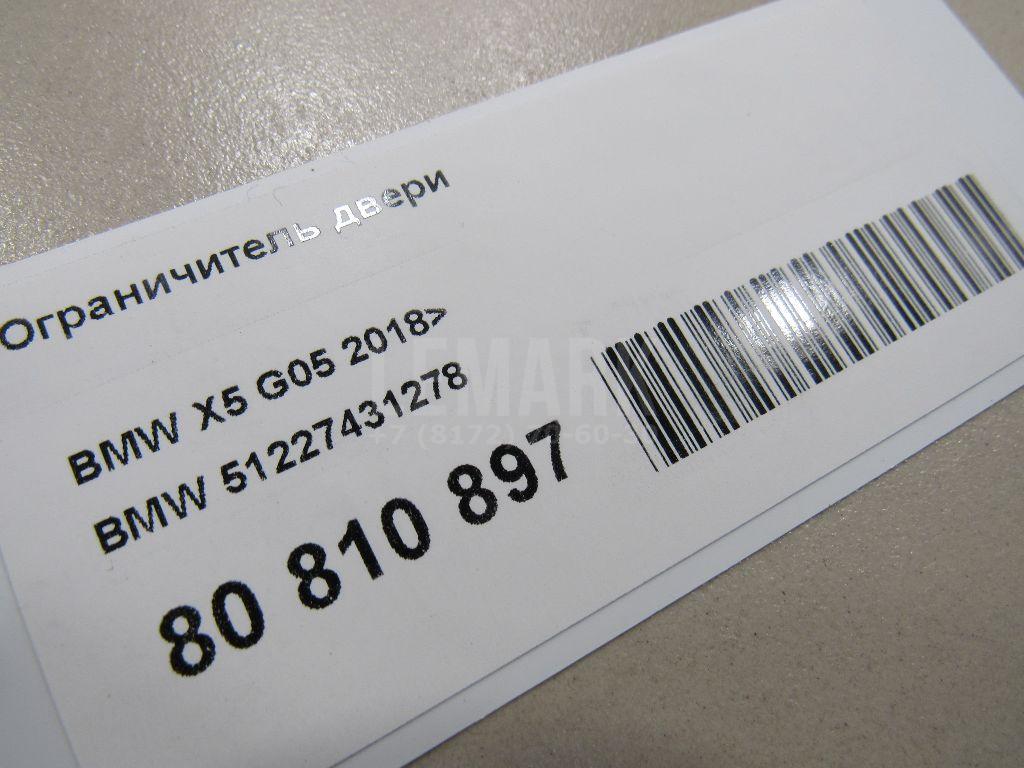 Ограничитель двери
BMW X5 G05 2018>
BMW 51227431278
80 810 897